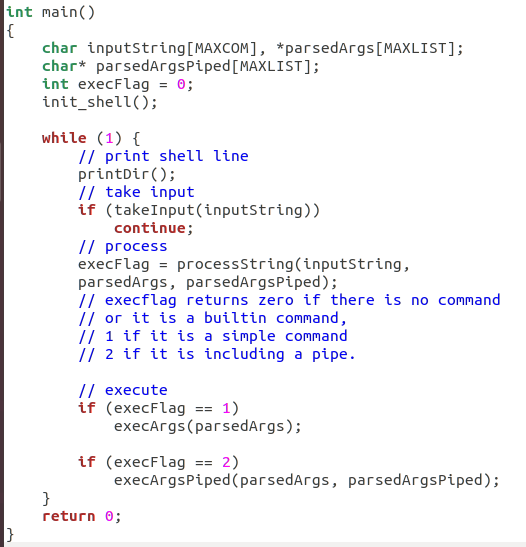 int main()
{
    char inputString[MAXCOM], *parsedArgs[MAXLIST];
    char* parsedArgsPiped[MAXLIST];
    int execFlag = 0;
    init_shell();

    while (1) {
        // print shell line
        printDir();
        // take input
        if (takeInput(inputString))
            continue;
        // process
        execFlag = processString(inputString,
        parsedArgs, parsedArgsPiped);
        // execflag returns zero if there is no command
        // or it is a builtin command,
        // 1 if it is a simple command
        // 2 if it is including a pipe.

        // execute
        if (execFlag == 1)
            execArgs(parsedArgs);

        if (execFlag == 2)
            execArgsPiped(parsedArgs, parsedArgsPiped);
    }
    return 0;
}